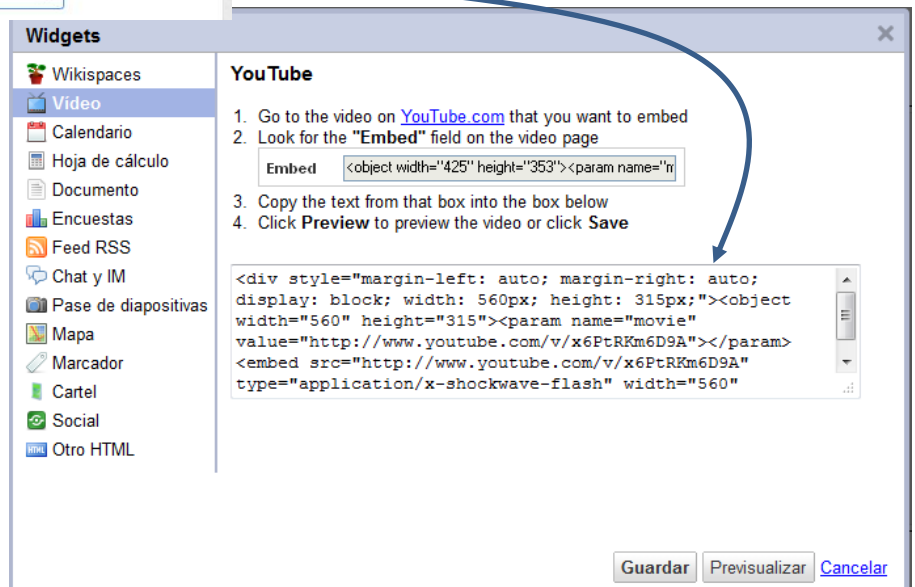 Widgets
Wikispaces
Vídeo
Calendario
Hoja de cálculo
Documento
Encuestas
Feed RSS
Chat y IM
Pase de diapositivas
Mapa
Marcador
Cartel
Social
Otro HTML
YouTube
1. Go to the video on YouTube.com that you want to embed
2. Look for the "Embed" field on the video page
Embed <object width="425" height="353"><param name="m
3. Copy the text from that box into the box below
4. Click Preview to preview the video or click Save
<div style="margin-left: auto; margin-right: auto;
display: block; width: 560px; height: 315px;"><object
width="560" height="315"><param name="movie"
value="http://www.youtube.com/v/x6PtRKm6D9A"></param>
<embed src="http://www.youtube.com/v/x6PtRKm6D9A"
type="application/x-shockwave-flash" width="560"
Guardar Previsualizar Cancelar